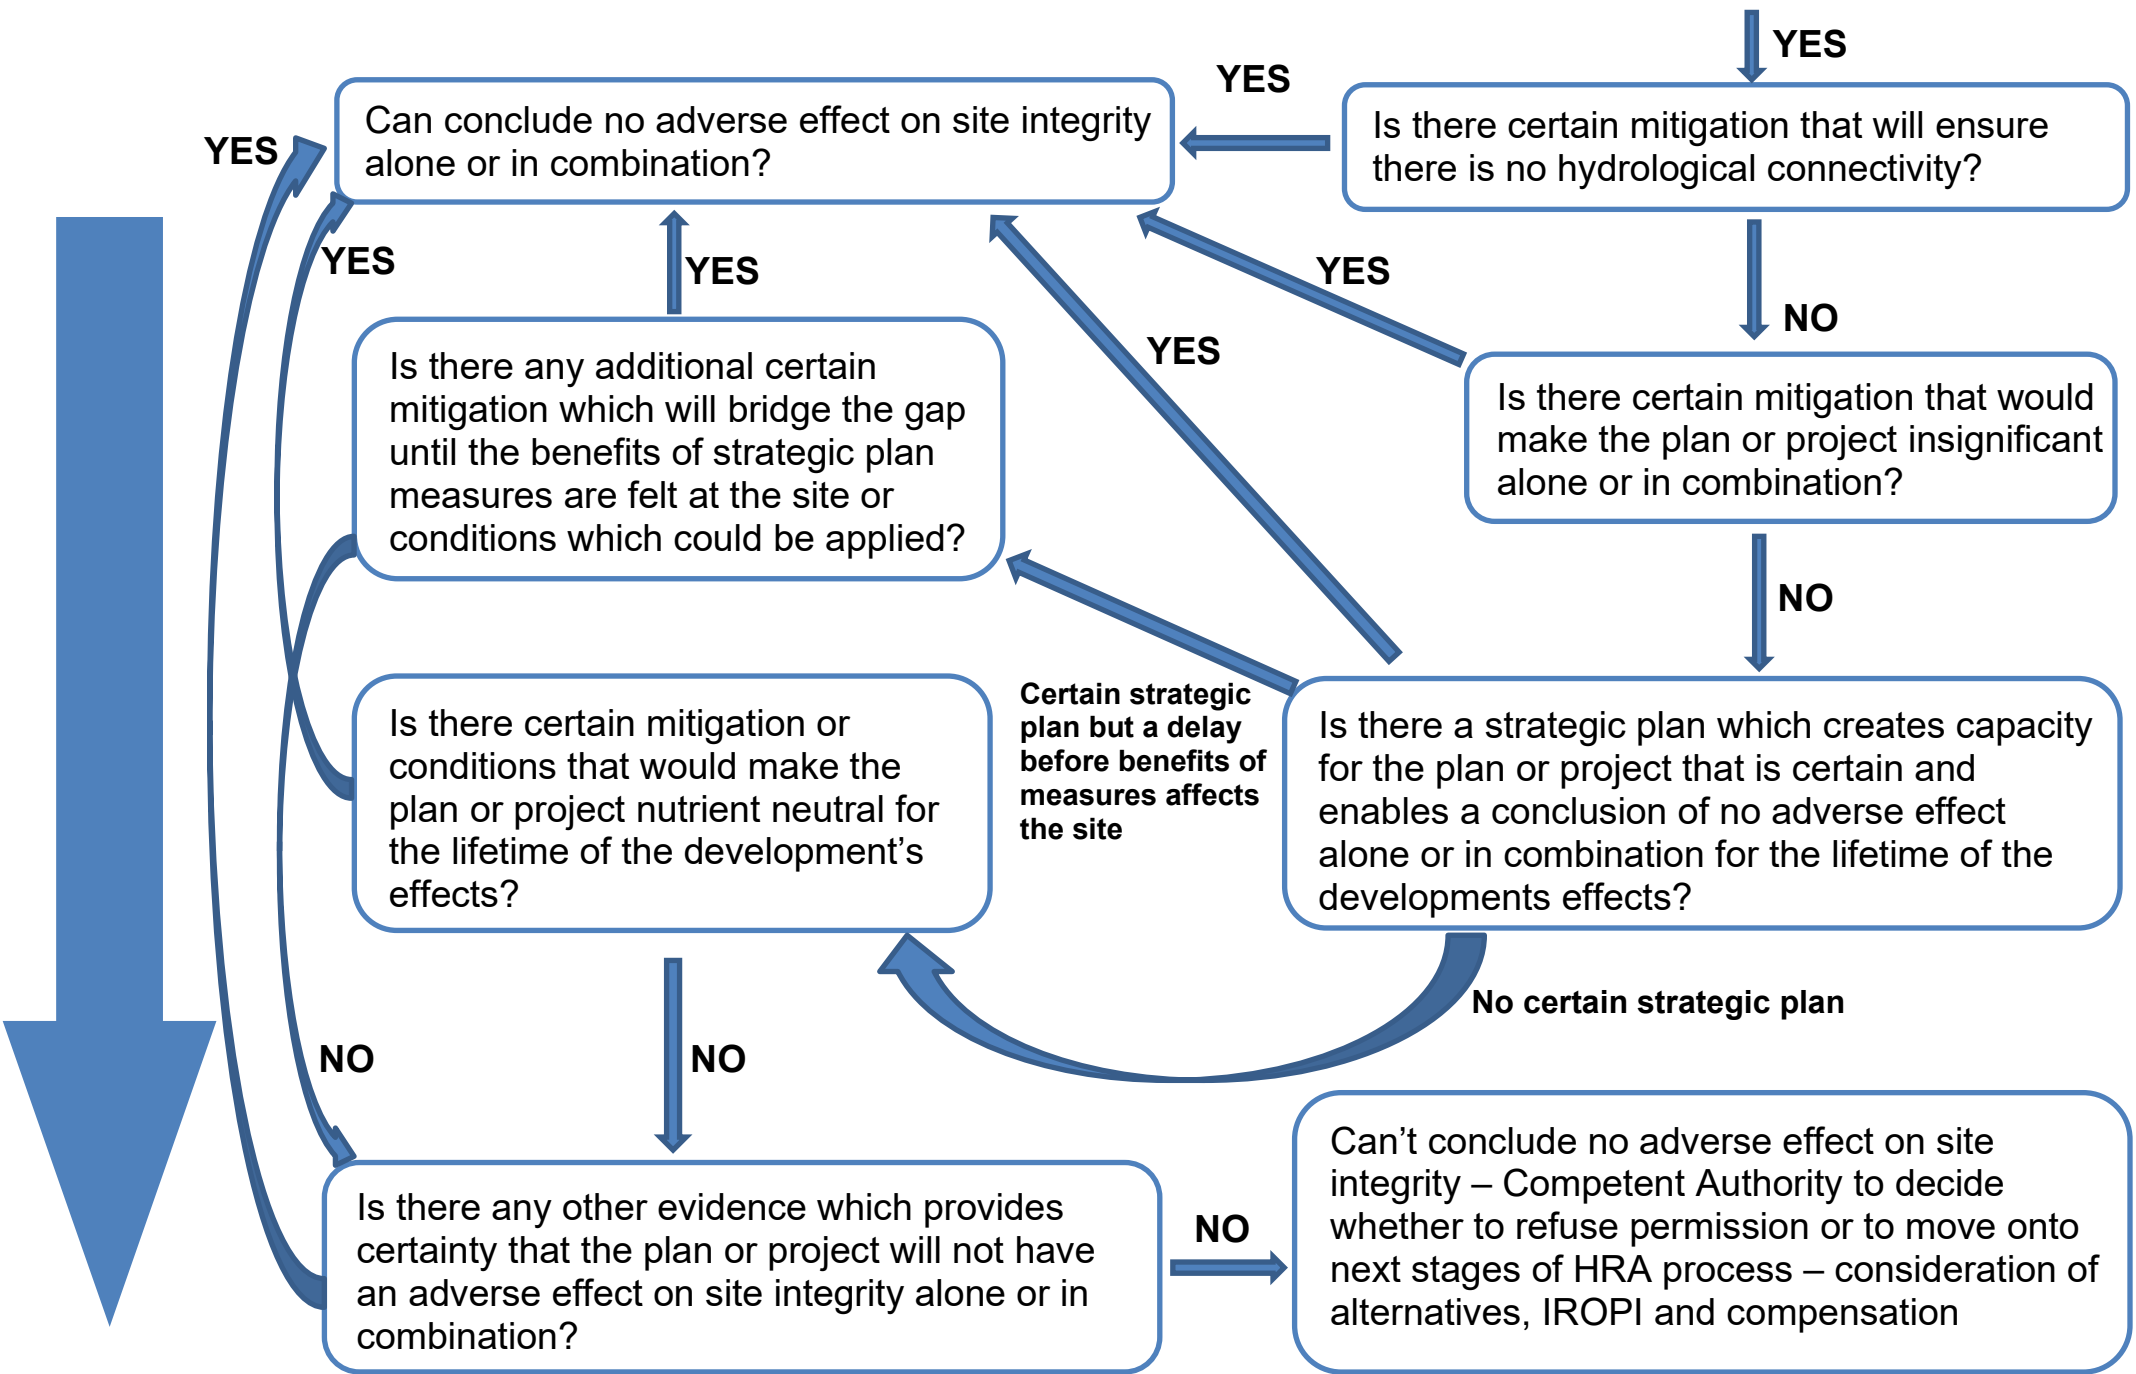 YES
YES
Is there certain mitigation that will ensure
there is no hydrological connectivity?
Can conclude no adverse effect on site integrity
alone or in combination?
YES
YES
YES
YES
NO
YES
Is there any additional certain
mitigation which will bridge the gap
until the benefits of strategic plan
measures are felt at the site or
conditions which could be applied?
Is there certain mitigation that would
make the plan or project insignificant
alone or in combination?
NO
Certain strategic
plan but a delay
before benefits of
measures affects
the site
Is there a strategic plan which creates capacity
for the plan or project that is certain and
enables a conclusion of no adverse effect
alone or in combination for the lifetime of the
developments effects?
Is there certain mitigation or
conditions that would make the
plan or project nutrient neutral for
the lifetime of the development’s
effects?
No certain strategic plan
NO
NO
Is there any other evidence which provides
certainty that the plan or project will not have
an adverse effect on site integrity alone or in
combination?
NO
Can’t conclude no adverse effect on site
integrity – Competent Authority to decide
whether to refuse permission or to move onto
next stages of HRA process – consideration of
alternatives, IROPI and compensation